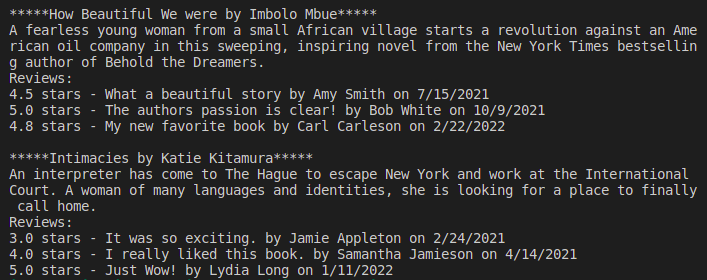 *****How Beautiful We were by Imbolo Mbue*****
A fearless young woman from a small African village starts a revolution against an Ame
rican oil company in this sweeping, inspiring novel from the New York Times bestsellin
g author of Behold the Dreamers.
Reviews:
4.5 stars - What a beautiful story by Amy Smith on 7/15/2021
5.0 stars - The authors passion is clear! by Bob White on 10/9/2021
4.8 stars - My new favorite book by Carl Carleson on 2/22/2022

*****Intimacies by Katie Kitamura*****
An interpreter has come to The Hague to escape New York and work at the International
Court. A woman of many languages and identities, she is looking for a place to finally
 call home.
Reviews:
3.0 stars - It was so exciting. by Jamie Appleton on 2/24/2021
4.0 stars - I really liked this book. by Samantha Jamieson on 4/14/2021
5.0 stars - Just Wow! by Lydia Long on 1/11/2022